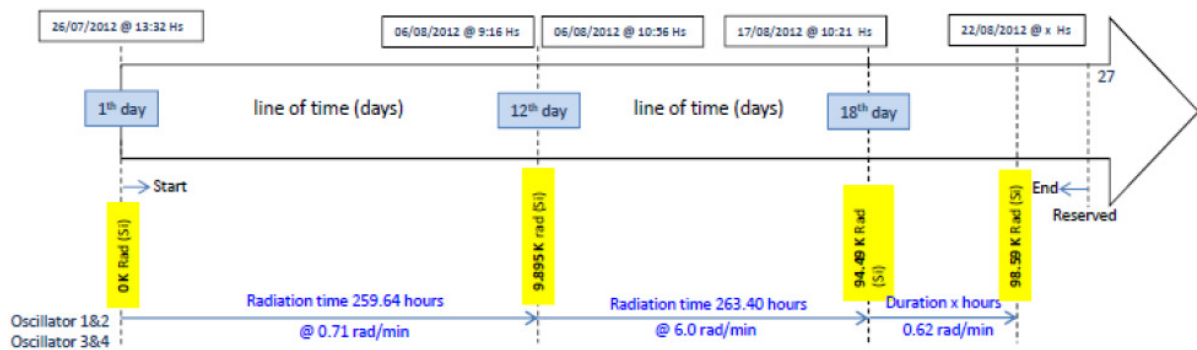 26/07/2012 @ 13:32 Hs
06/08/2012 @ 9:16 Hs
06/08/2012 @ 10:56 Hs
17/08/2012 @ 10:21 Hs
22/08/2012 @ x Hs
27
1th day
line of time (days)
12th day
line of time (days)
18th day
Start
End
Reserved
0 K Rad (Si)
9.895 K rad (Si)
94.49 K Rad
(Si)
98.59 K Rad (Si)
Radiation time 259.64 hours
Radiation time 263.40 hours
Duration x hours
Oscillator 1&2
@ 0.71 rad/min
@ 6.0 rad/min
0.62 rad/min
Oscillator 3&4